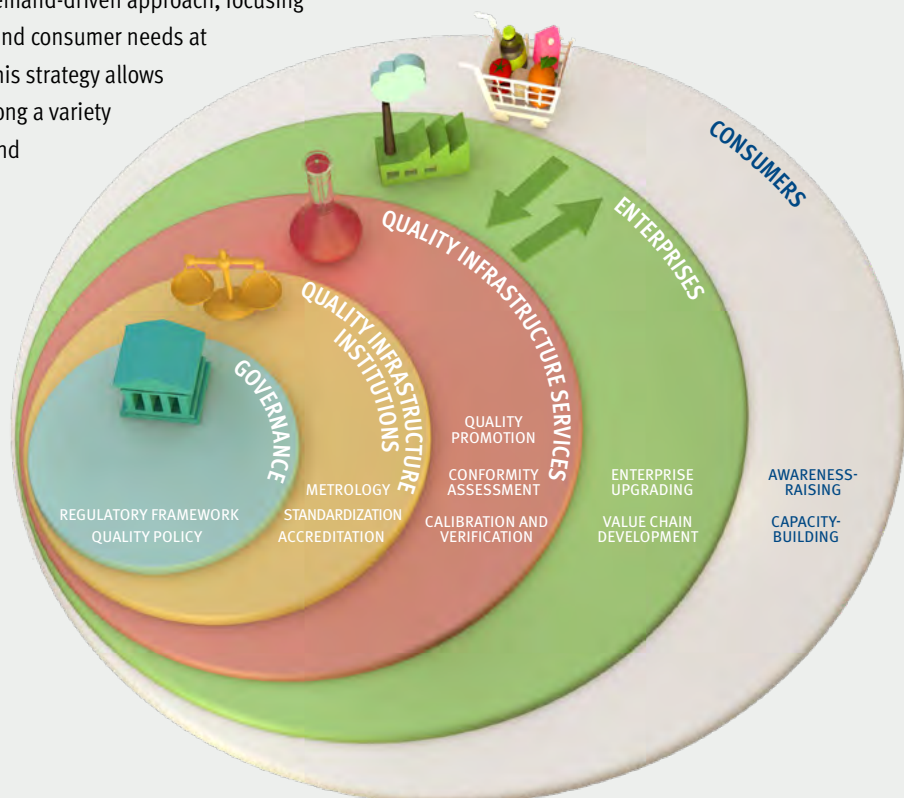 emand-driven approach, focusing
nd consumer needs at
his strategy allows
ong a variety
nd
CONSUMERS
ENTERPRISES
QUALITY INFRASTRUCTURE SERVICES
QUALITY INFRASTRUCTURE
INSTITUTIONS
GOVERNANCE
REGULATORY FRAMEWORK
QUALITY POLICY
METROLOGY
STANDARDIZATION
ACCREDITATION
QUALITY
PROMOTION
CONFORMITY
ASSESSMENT
CALIBRATION AND
VERIFICATION
ENTERPRISE
UPGRADING
VALUE CHAIN
DEVELOPMENT
AWARENESS-
RAISING
CAPACITY-
BUILDING